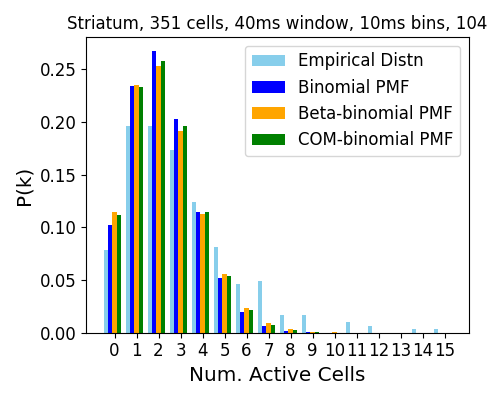 Striatum, 351 cells, 40ms window, 10ms bins, 104
Empirical Distn
Binomial PMF
Beta-binomial PMF
COM-binomial PMF
P(k)
0.25
0.20
0.15
0.10
0.05
0.00
0 1 2 3 4 5 6 7 8 9 10 11 12 13 14 15
Num. Active Cells